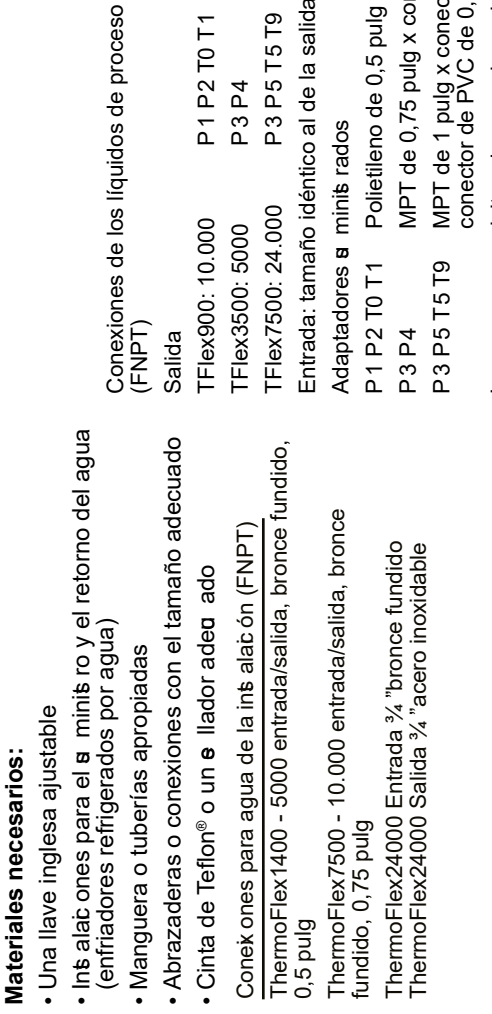 Materiales necesarios:
• Una llave inglesa ajustable
• Instalaciones para el suministro y el retorno del agua
(enfriadores refrigerados por agua)
• Manguera o tuberías apropiadas
• Abrazaderas o conexiones con el tamaño adecuado
• Cinta de Teflon® o un sellador adecuado
Conexiones para agua de la instalación (FNPT)
ThermoFlex1400 - 5000 entrada/salida, bronce fundido,
0,5 pulg
ThermoFlex7500 - 10.000 entrada/salida, bronce
fundido, 0,75 pulg
ThermoFlex24000 Entrada ¾ "bronce fundido
ThermoFlex24000 Salida ¾ "acero inoxidable
Conexiones de los líquidos de proceso
(FNPT)
Salida
TFlex900: 10.000 P1 P2 T0 T1
TFlex3500: 5000 P3 P4
TFlex7500: 24.000 P3 P5 T5 T9
Entrada: tamaño idéntico al de la salida
Adaptadores suministrados
P1 P2 T0 T1 Polietileno de 0,5 pulg
P3 P4 MPT de 0,75 pulg x
P3 P5 T5 T9 MPT de 1 pulg x
conector de PVC de 0,